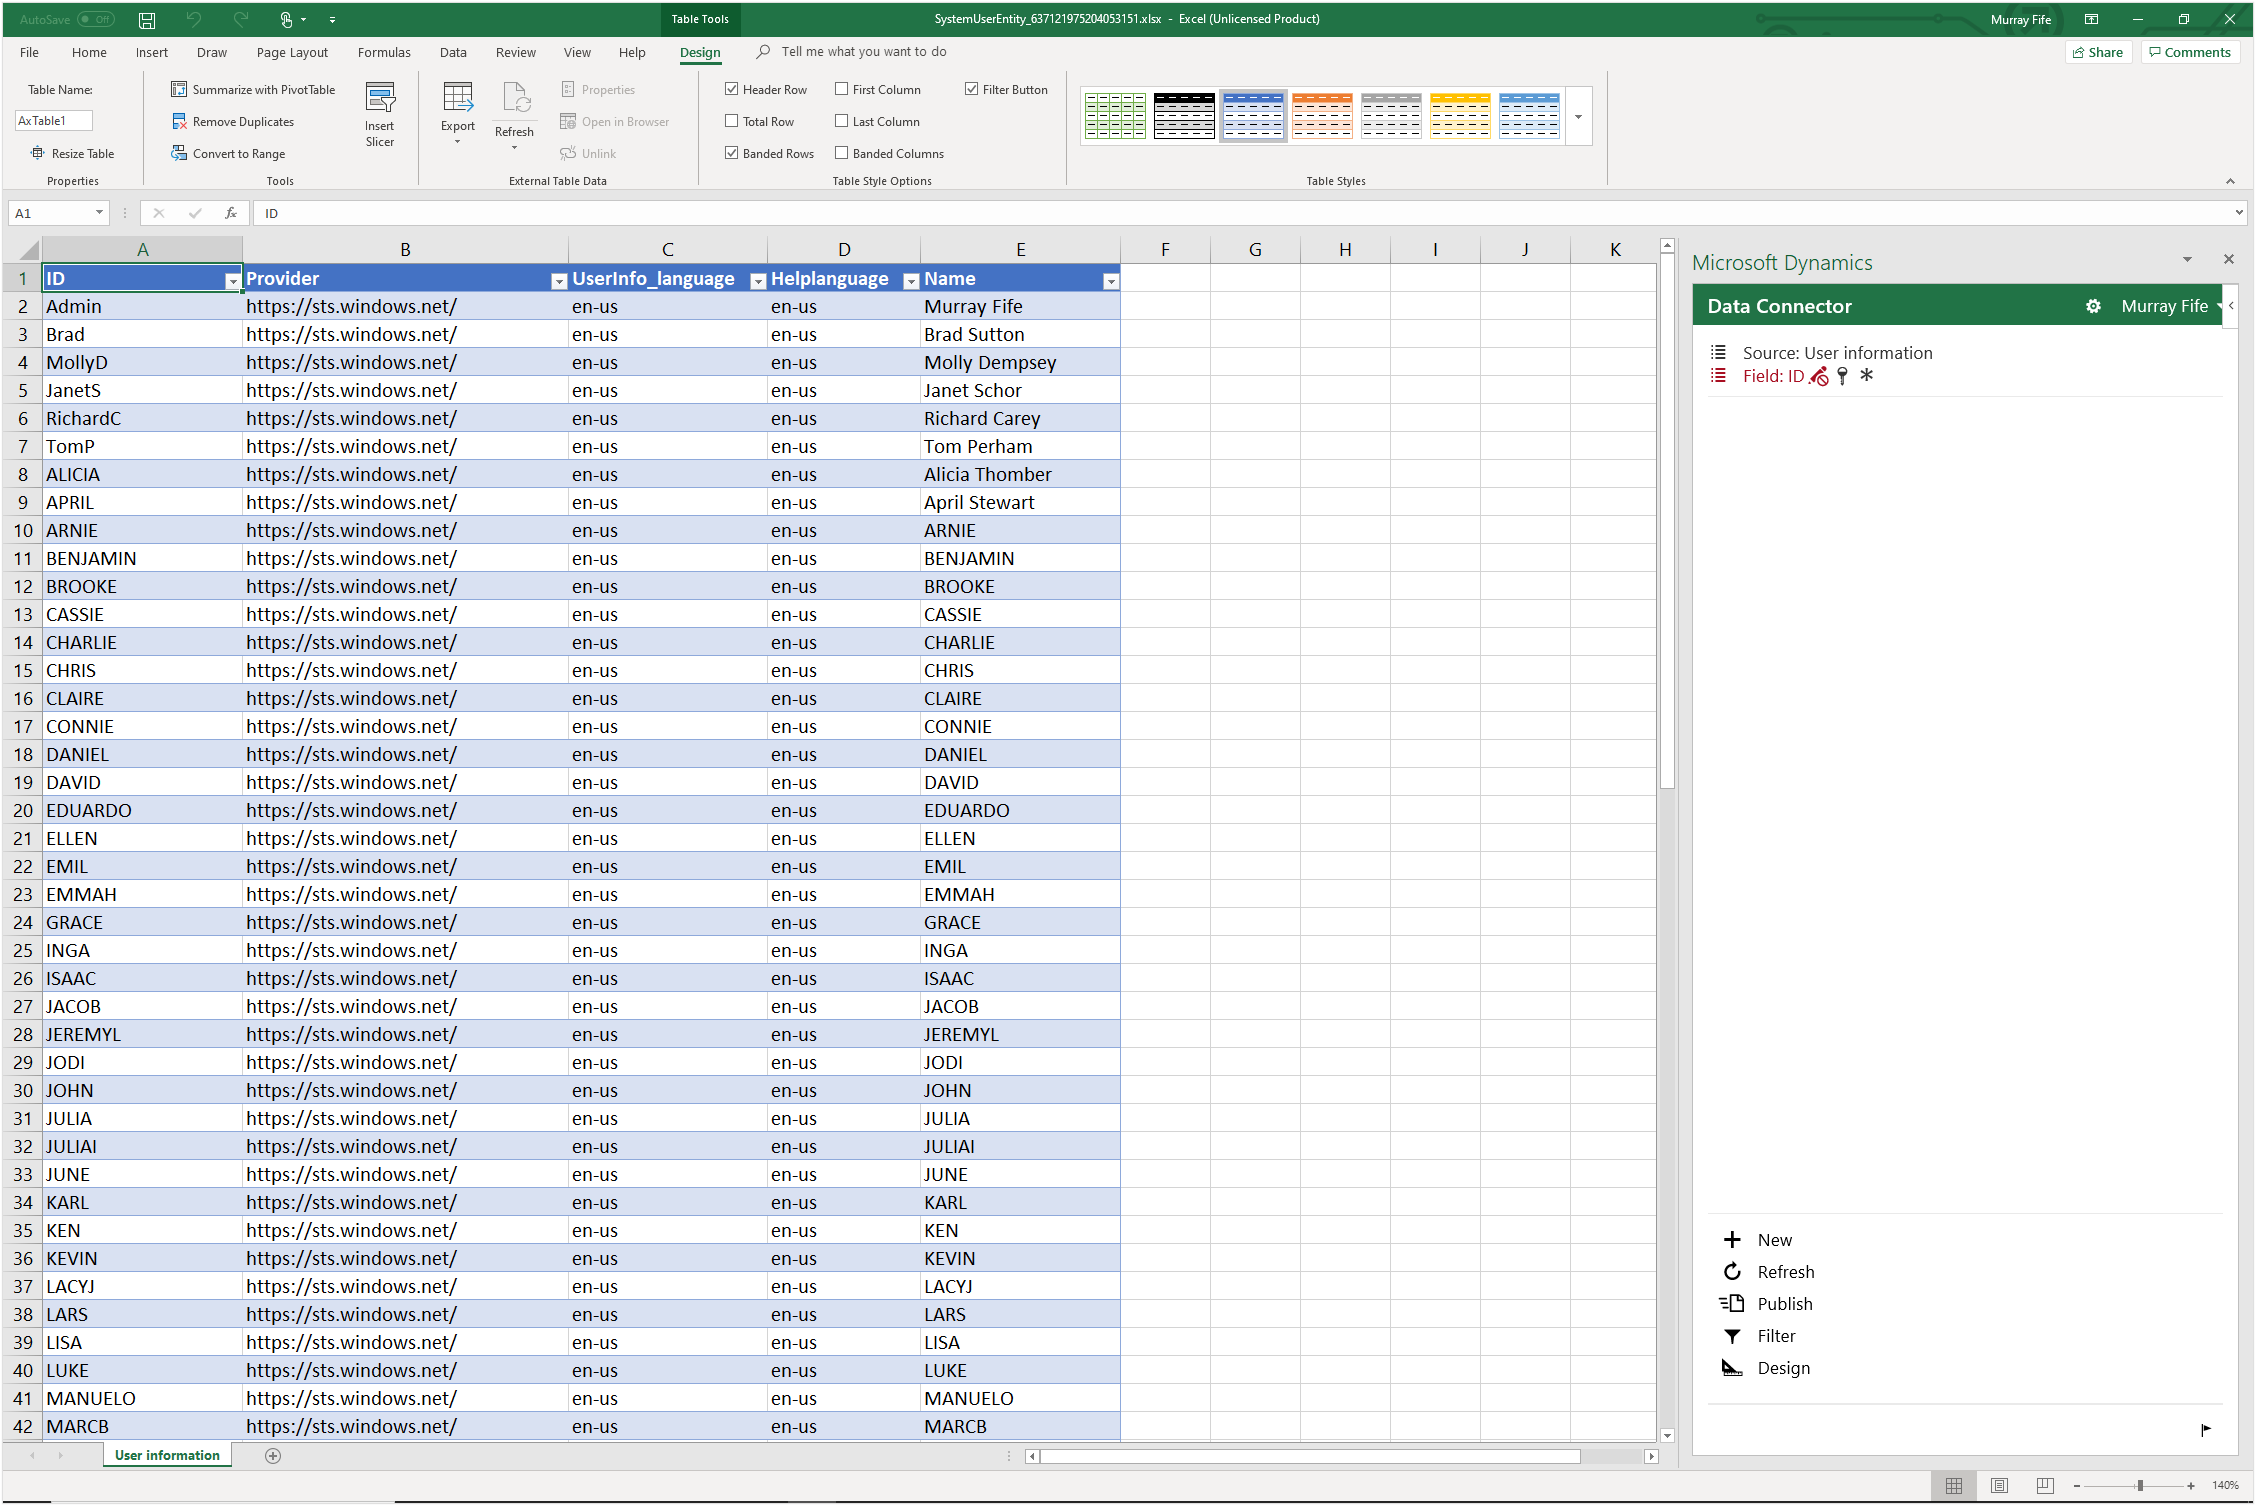 AutoSave Off
Table Tools
SystemUserEntity_637121975204053151.xlsx - Excel (Unlicensed Product)
Murray Fife
File Home Insert Draw Page Layout Formulas Data Review View Help Design Tell me what you want to do
Share Comments
Table Name:
AxTable1
Resize Table
Properties
Summarize with PivotTable
Remove Duplicates
Convert to Range
Insert
Slicer
Tools
Export
Refresh
Properties
Open in Browser
Unlink
External Table Data
Header Row First Column Filter Button
Total Row Last Column
Banded Rows Banded Columns
Table Style Options
Table Styles
A1 fx ID
A B C D E F G H I J K
1 ID Provider UserInfo_language Helplanguage Name
2 Admin https://sts.windows.net/ en-us en-us Murray Fife
3 Brad https://sts.windows.net/ en-us en-us Brad Sutton
4 MollyD https://sts.windows.net/ en-us en-us Molly Dempsey
5 JanetS https://sts.windows.net/ en-us en-us Janet Schor
6 RichardC https://sts.windows.net/ en-us en-us Richard Carey
7 TomP https://sts.windows.net/ en-us en-us Tom Perham
8 ALICIA https://sts.windows.net/ en-us en-us Alicia Thomber
9 APRIL https://sts.windows.net/ en-us en-us April Stewart
10 ARNIE https://sts.windows.net/ en-us en-us ARNIE
11 BENJAMIN https://sts.windows.net/ en-us en-us BENJAMIN
12 BROOKE https://sts.windows.net/ en-us en-us BROOKE
13 CASSIE https://sts.windows.net/ en-us en-us CASSIE
14 CHARLIE https://sts.windows.net/ en-us en-us CHARLIE
15 CHRIS https://sts.windows.net/ en-us en-us CHRIS
16 CLAIRE https://sts.windows.net/ en-us en-us CLAIRE
17 CONNIE https://sts.windows.net/ en-us en-us CONNIE
18 DANIEL https://sts.windows.net/ en-us en-us DANIEL
19 DAVID https://sts.windows.net/ en-us en-us DAVID
20 EDUARDO https://sts.windows.net/ en-us en-us EDUARDO
21 ELLEN https://sts.windows.net/ en-us en-us ELLEN
22 EMIL https://sts.windows.net/ en-us en-us EMIL
23 EMMAH https://sts.windows.net/ en-us en-us EMMAH
24 GRACE https://sts.windows.net/ en-us en-us GRACE
25 INGA https://sts.windows.net/ en-us en-us INGA
26 ISAAC https://sts.windows.net/ en-us en-us ISAAC
27 JACOB https://sts.windows.net/ en-us en-us JACOB
28 JEREMYL https://sts.windows.net/ en-us en-us JEREMYL
29 JODI https://sts.windows.net/ en-us en-us JODI
30 JOHN https://sts.windows.net/ en-us en-us JOHN
31 JULIA https://sts.windows.net/ en-us en-us JULIA
32 JULIAI https://sts.windows.net/ en-us en-us JULIAI
33 JUNE https://sts.windows.net/ en-us en-us JUNE
34 KARL https://sts.windows.net/ en-us en-us KARL
35 KEN https://sts.windows.net/ en-us en-us KEN
36 KEVIN https://sts.windows.net/ en-us en-us KEVIN
37 LACYJ https://sts.windows.net/ en-us en-us LACYJ
38 LARS https://sts.windows.net/ en-us en-us LARS
39 LISA https://sts.windows.net/ en-us en-us LISA
40 LUKE https://sts.windows.net/ en-us en-us LUKE
41 MANUELO https://sts.windows.net/ en-us en-us MANUELO
42 MARCB https://sts.windows.net/ en-us en-us MARCB
User information
Microsoft Dynamics
Data Connector
Murray Fife
Source: User information
Field: ID
New
Refresh
Publish
Filter
Design
140%